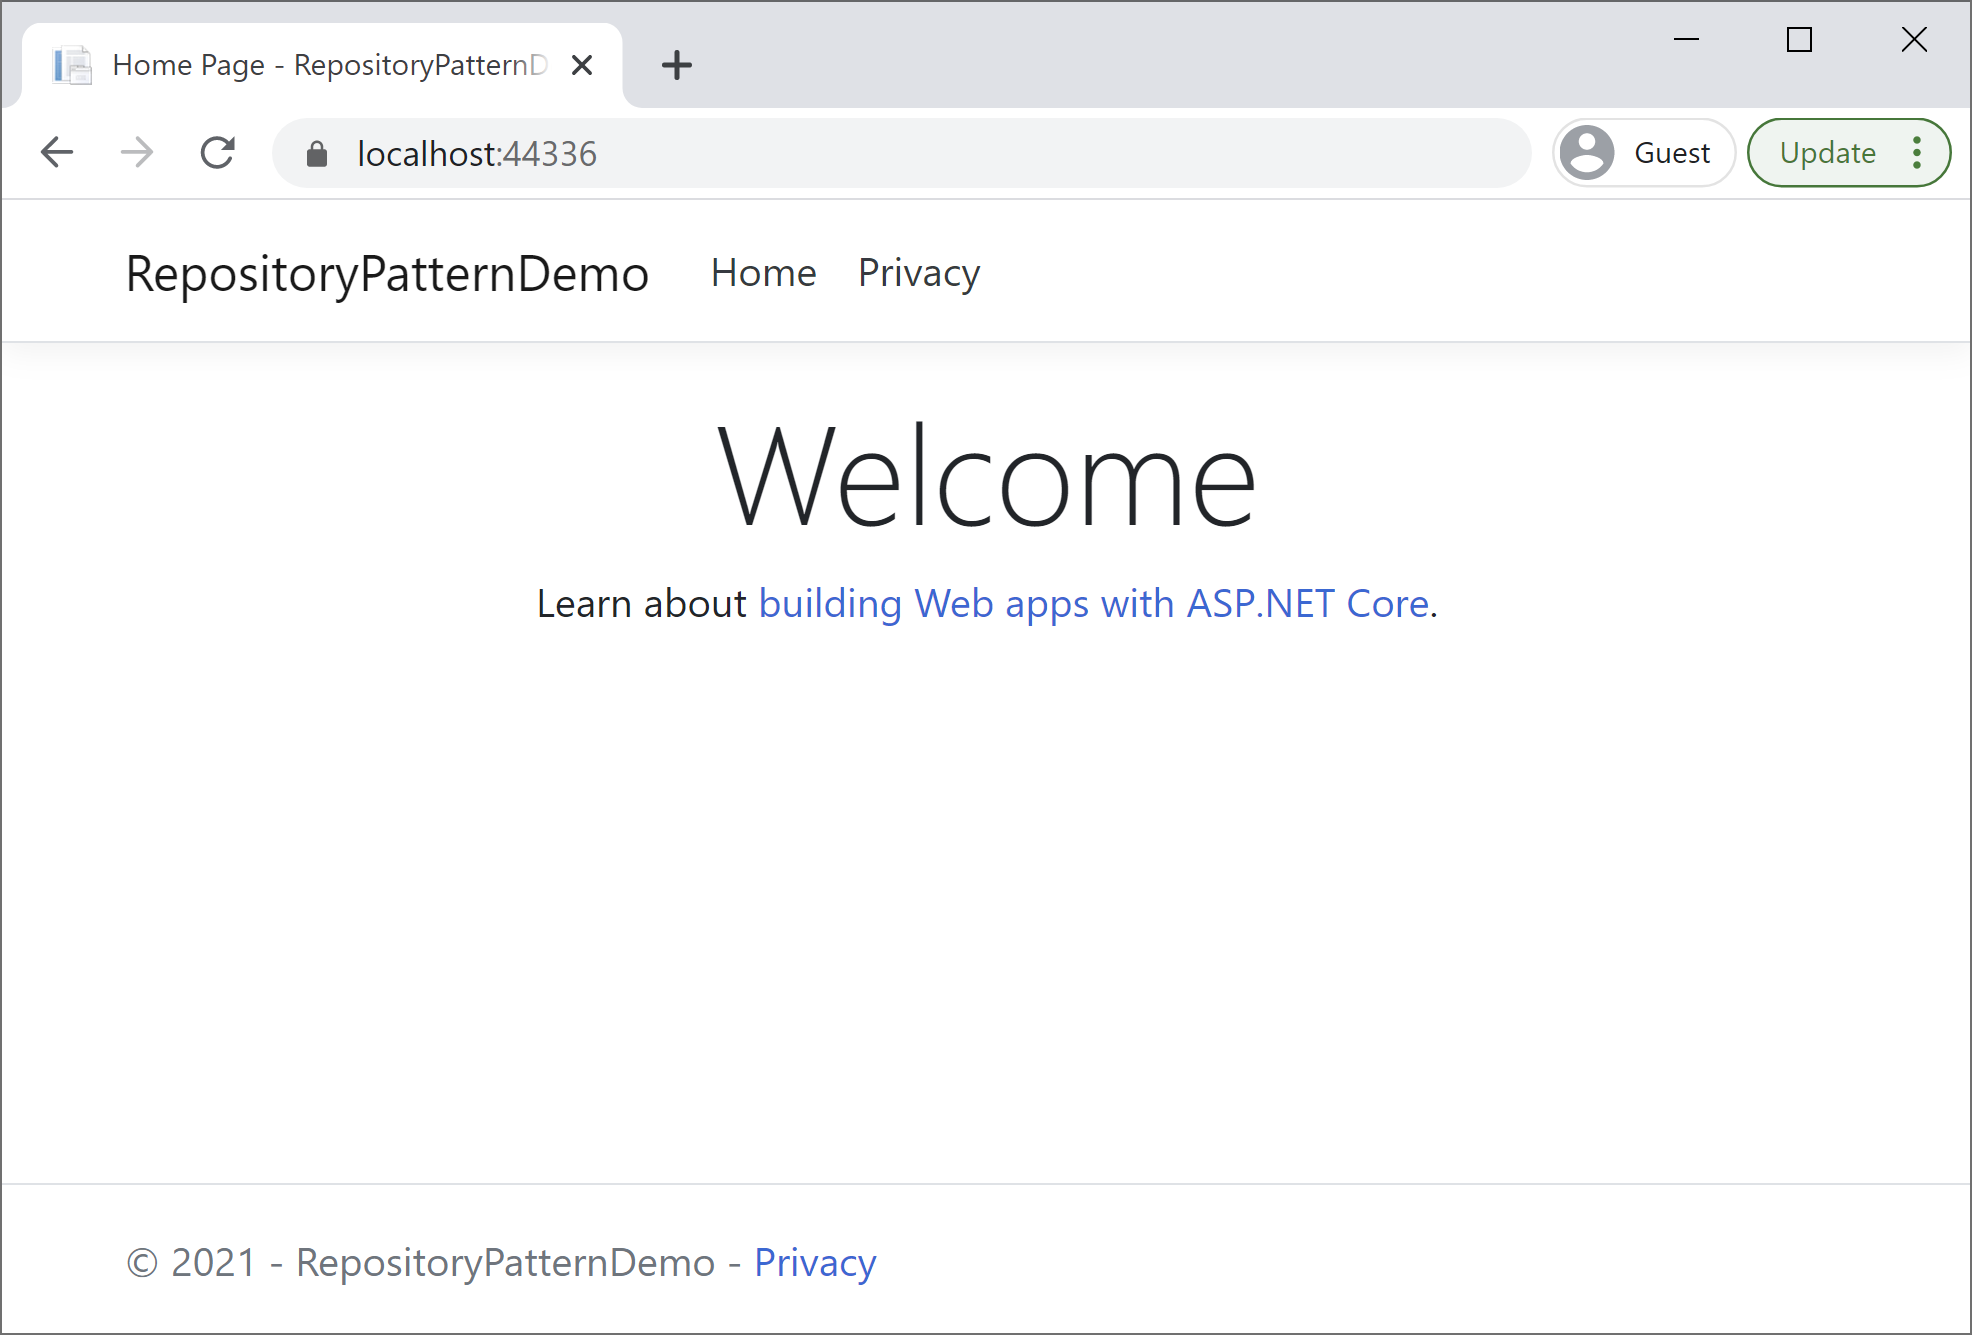 Home Page - RepositoryPatternD
localhost:44336
Guest
Update
RepositoryPatternDemo Home Privacy
Welcome
Learn about building Web apps with ASP.NET Core.
© 2021 - RepositoryPatternDemo - Privacy